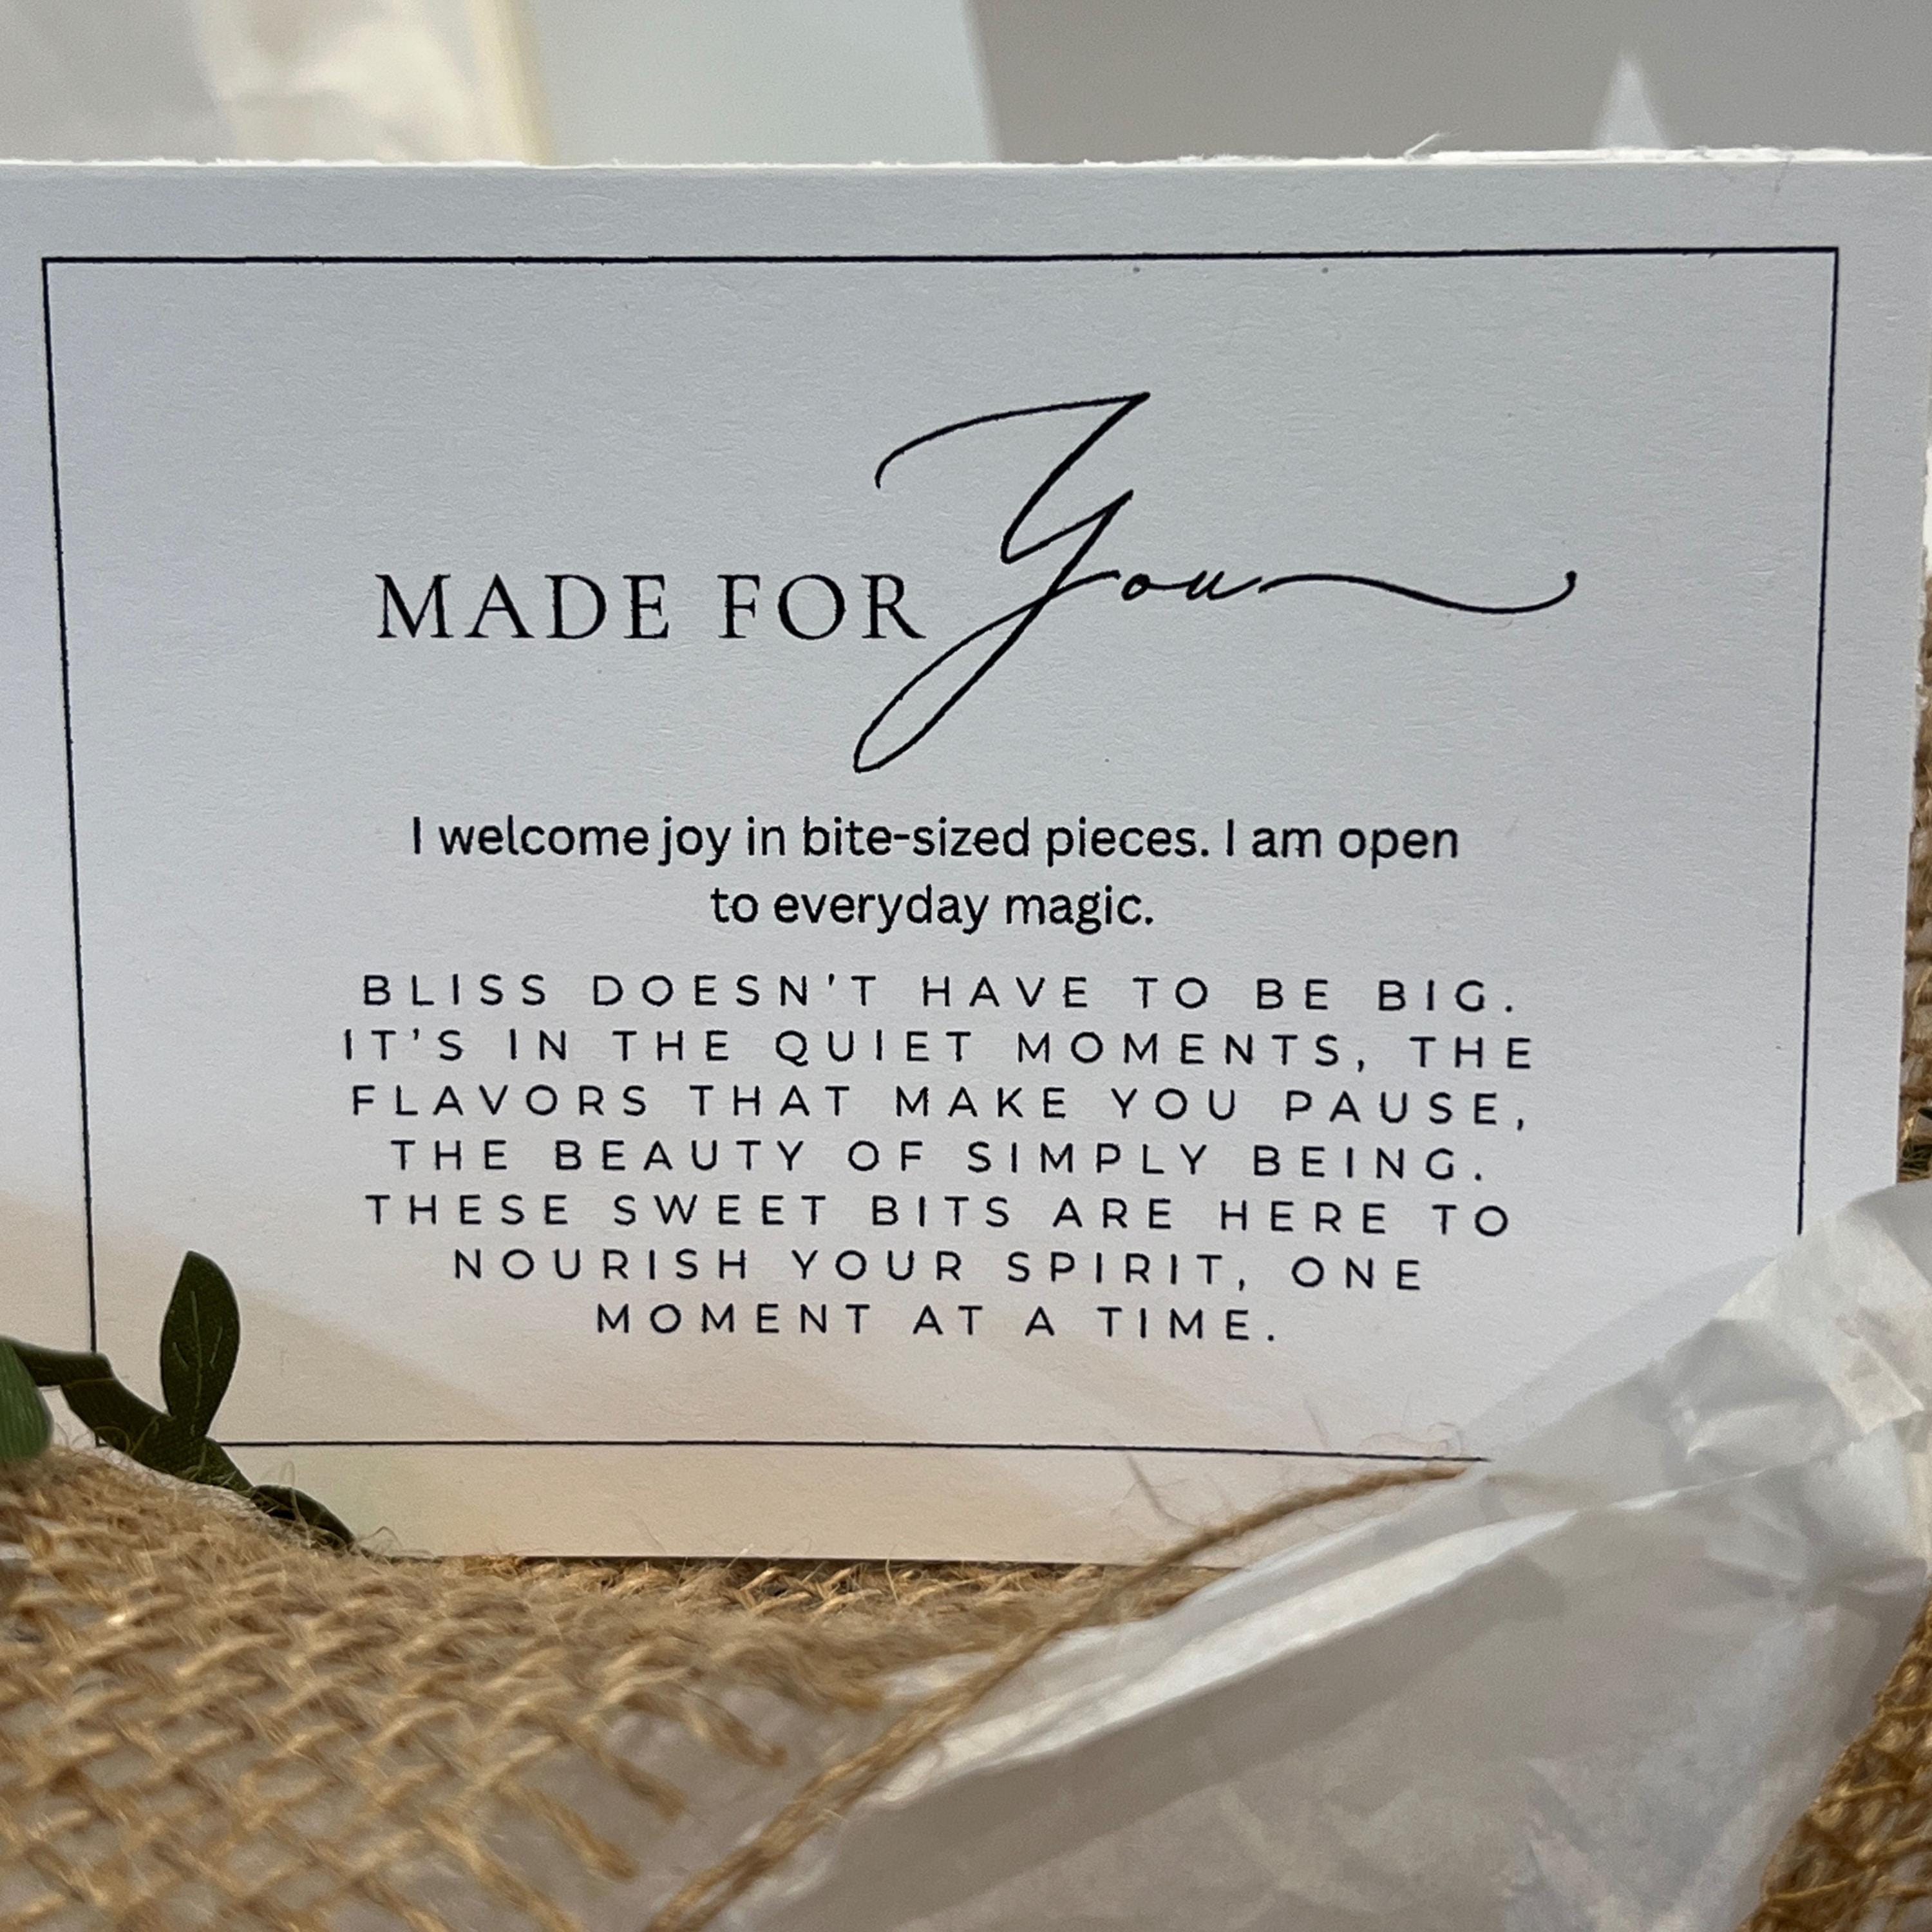 MADE FOR You
I welcome joy in bite-sized pieces. I am open
to everyday magic.
BLISS DOESN'T HAVE TO BE BIG.
IT'S IN THE QUIET MOMENTS, THE
FLAVORS THAT MAKE YOU PAUSE,
THE BEAUTY OF SIMPLY BEING.
THESE SWEET BITS ARE HERE TO
NOURISH YOUR SPIRIT, ONE
MOMENT AT A TIME.